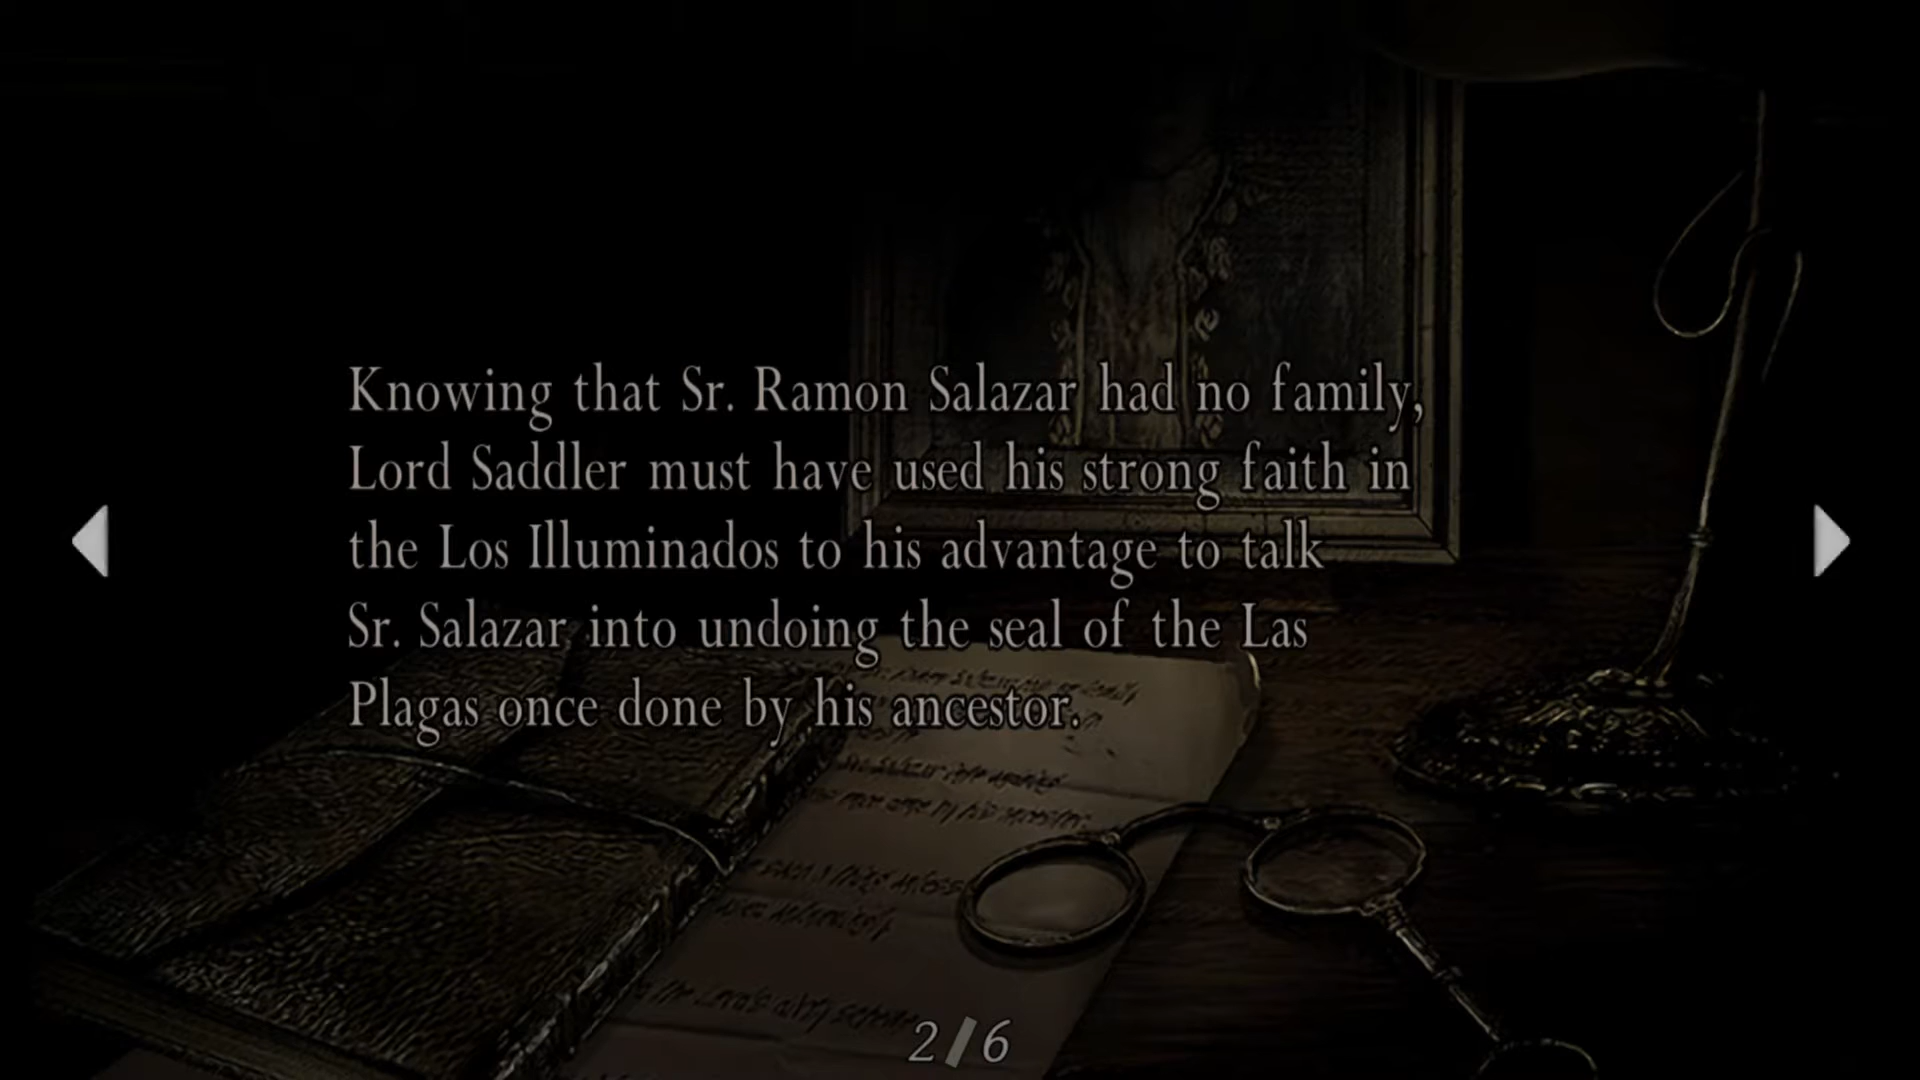 Knowing that Sr. Ramon Salazar had no family,
Lord Saddler must have used his strong faith in
the Los Illuminados to his advantage to talk
Sr. Salazar into undoing the seal of the Las
Plagas once done by his ancestor.
2/6